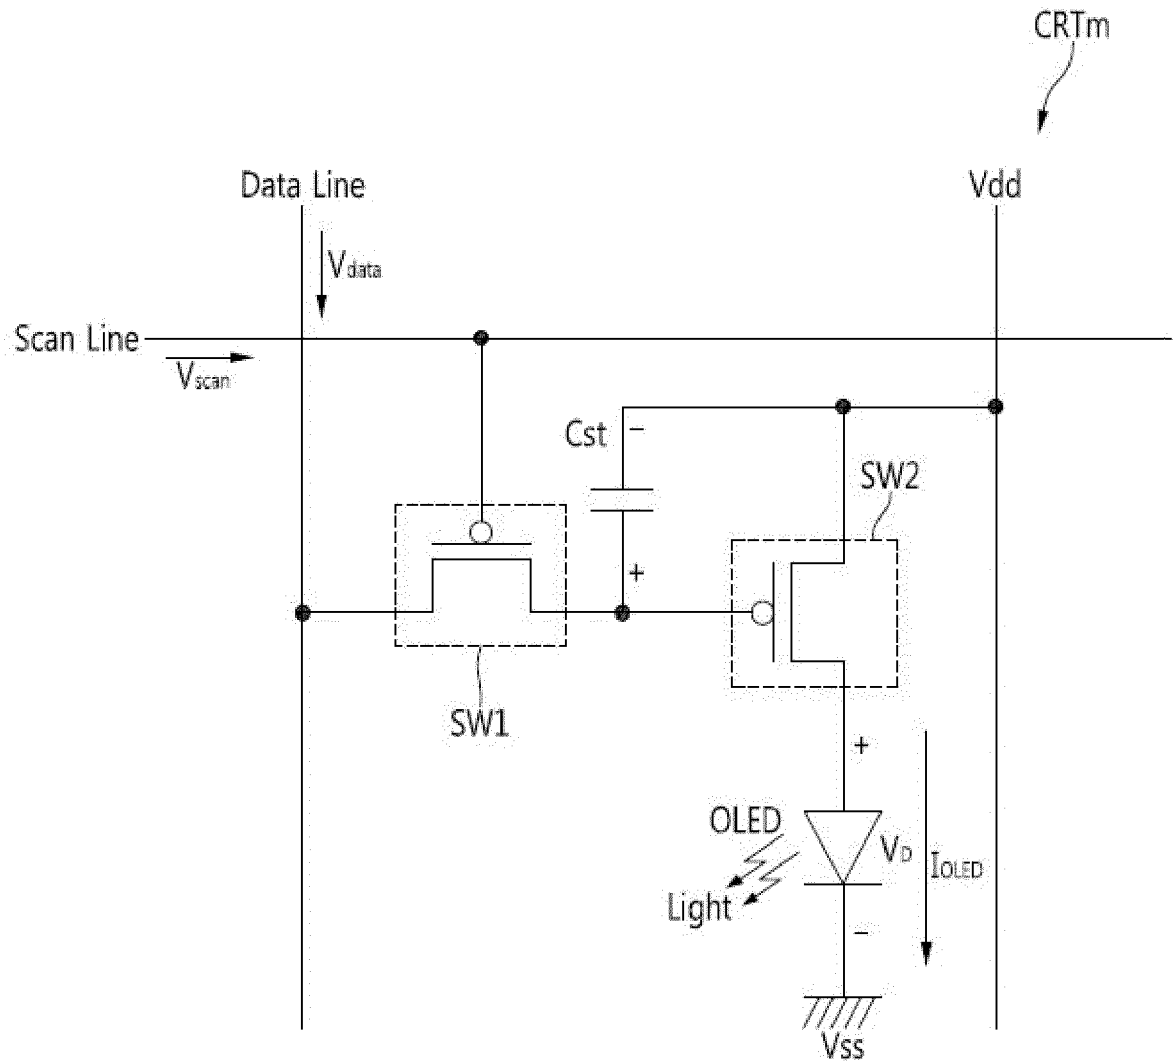 CRTm
Data Line
Vdd
Vdata
Scan Line
Vscan
Cst
−
SW2
+
SW1
+
OLED
VD
IOLED
Light
−
Vss